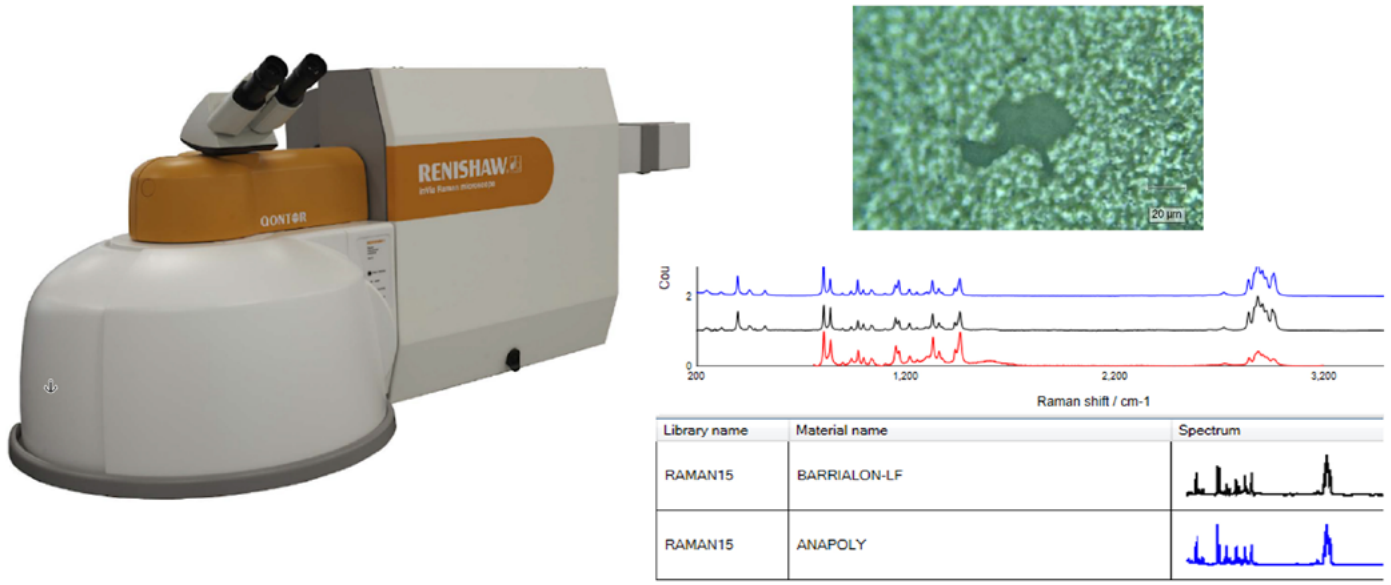 RENISHAW
inVia Raman microscope
QONTOR
20 µm
Cou
2
0
200
1,200
2,200
3,200
Raman shift / cm-1
Library name Material name Spectrum
RAMAN15 BARRIALON-LF
RAMAN15 ANAPOLY